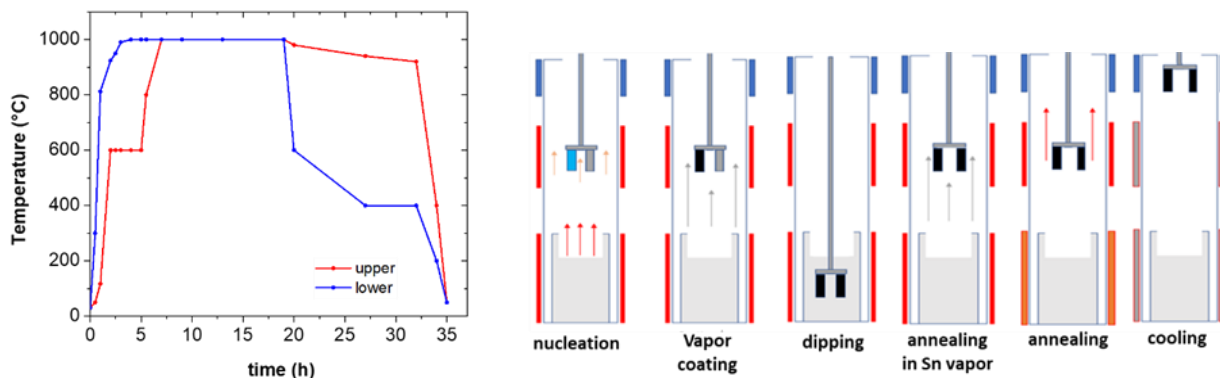 Temperature (°C)
1000
800
600
400
200
0
upper
lower
0
5
10
15
20
25
30
35
time (h)
nucleation
Vapor
coating
dipping
annealing
in Sn vapor
annealing
cooling